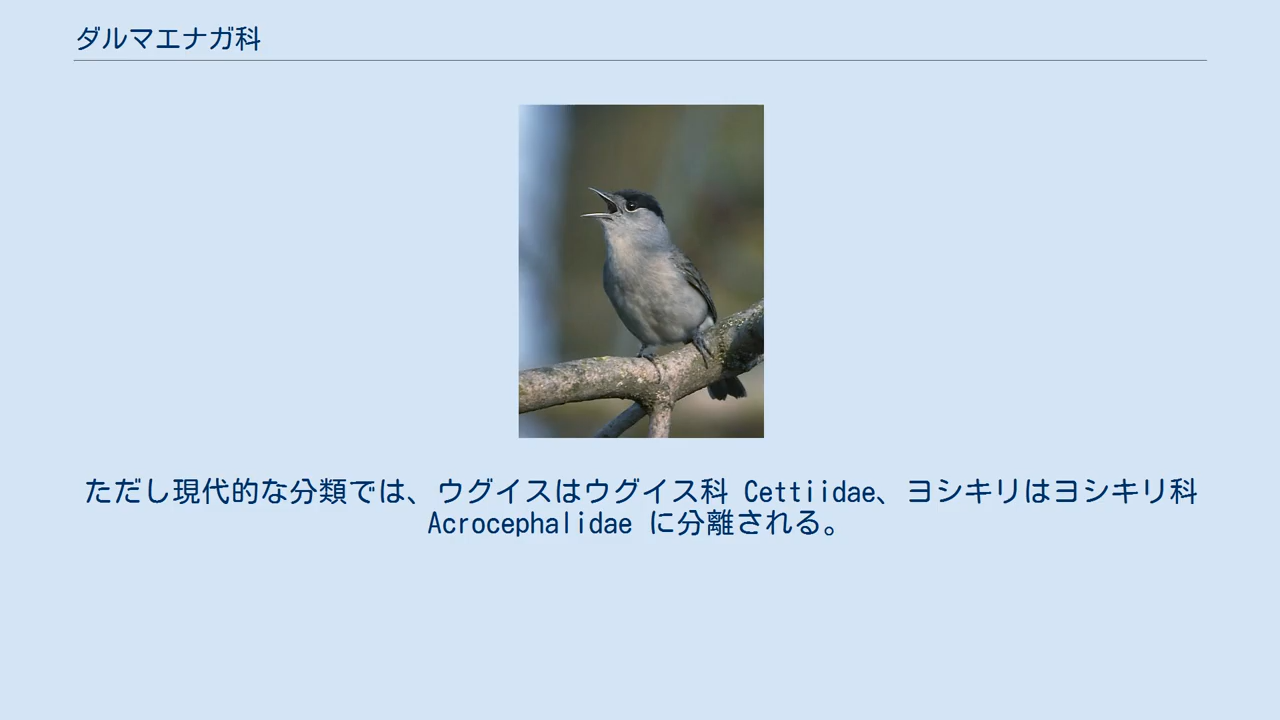 ダルマエナガ科
ただし現代的な分類では、ウグイスはウグイス科 Cettiidae、ヨシキリはヨシキリ科
Acrocephalidae に分離される。